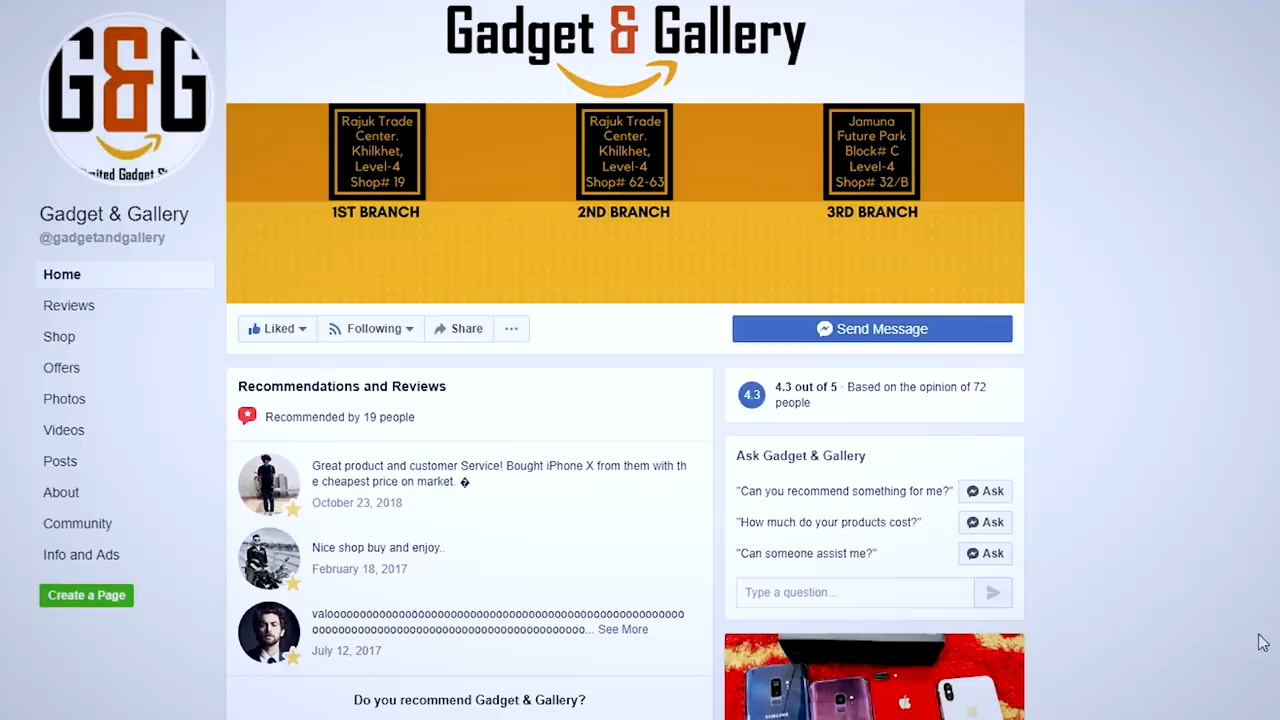 G&G
Gadget & Gallery
@gadgetandgallery
Home
Reviews
Shop
Offers
Photos
Videos
Posts
About
Community
Info and Ads
Create a Page
Gadget & Gallery
Rajuk Trade
Center.
Khilkhet,
Level-4
Shop# 19
1ST BRANCH
Rajuk Trade
Center.
Khilkhet,
Level-4
Shop# 62-63
2ND BRANCH
Jamuna
Future Park
Block# C
Level-4
Shop# 32/B
3RD BRANCH
Liked
Following
Share
Send Message
Recommendations and Reviews
Recommended by 19 people
Great product and customer Service! Bought iPhone X from them with th
e cheapest price on market. �
October 23, 2018
Nice shop buy and enjoy..
February 18, 2017
See More
July 12, 2017
Do you recommend Gadget & Gallery?
4.3
4.3 out of 5 · Based on the opinion of 72
people
Ask Gadget & Gallery
"Can you recommend something for me?" Ask
"How much do your products cost?" Ask
"Can someone assist me?" Ask
Type a question...
SAMSUNG